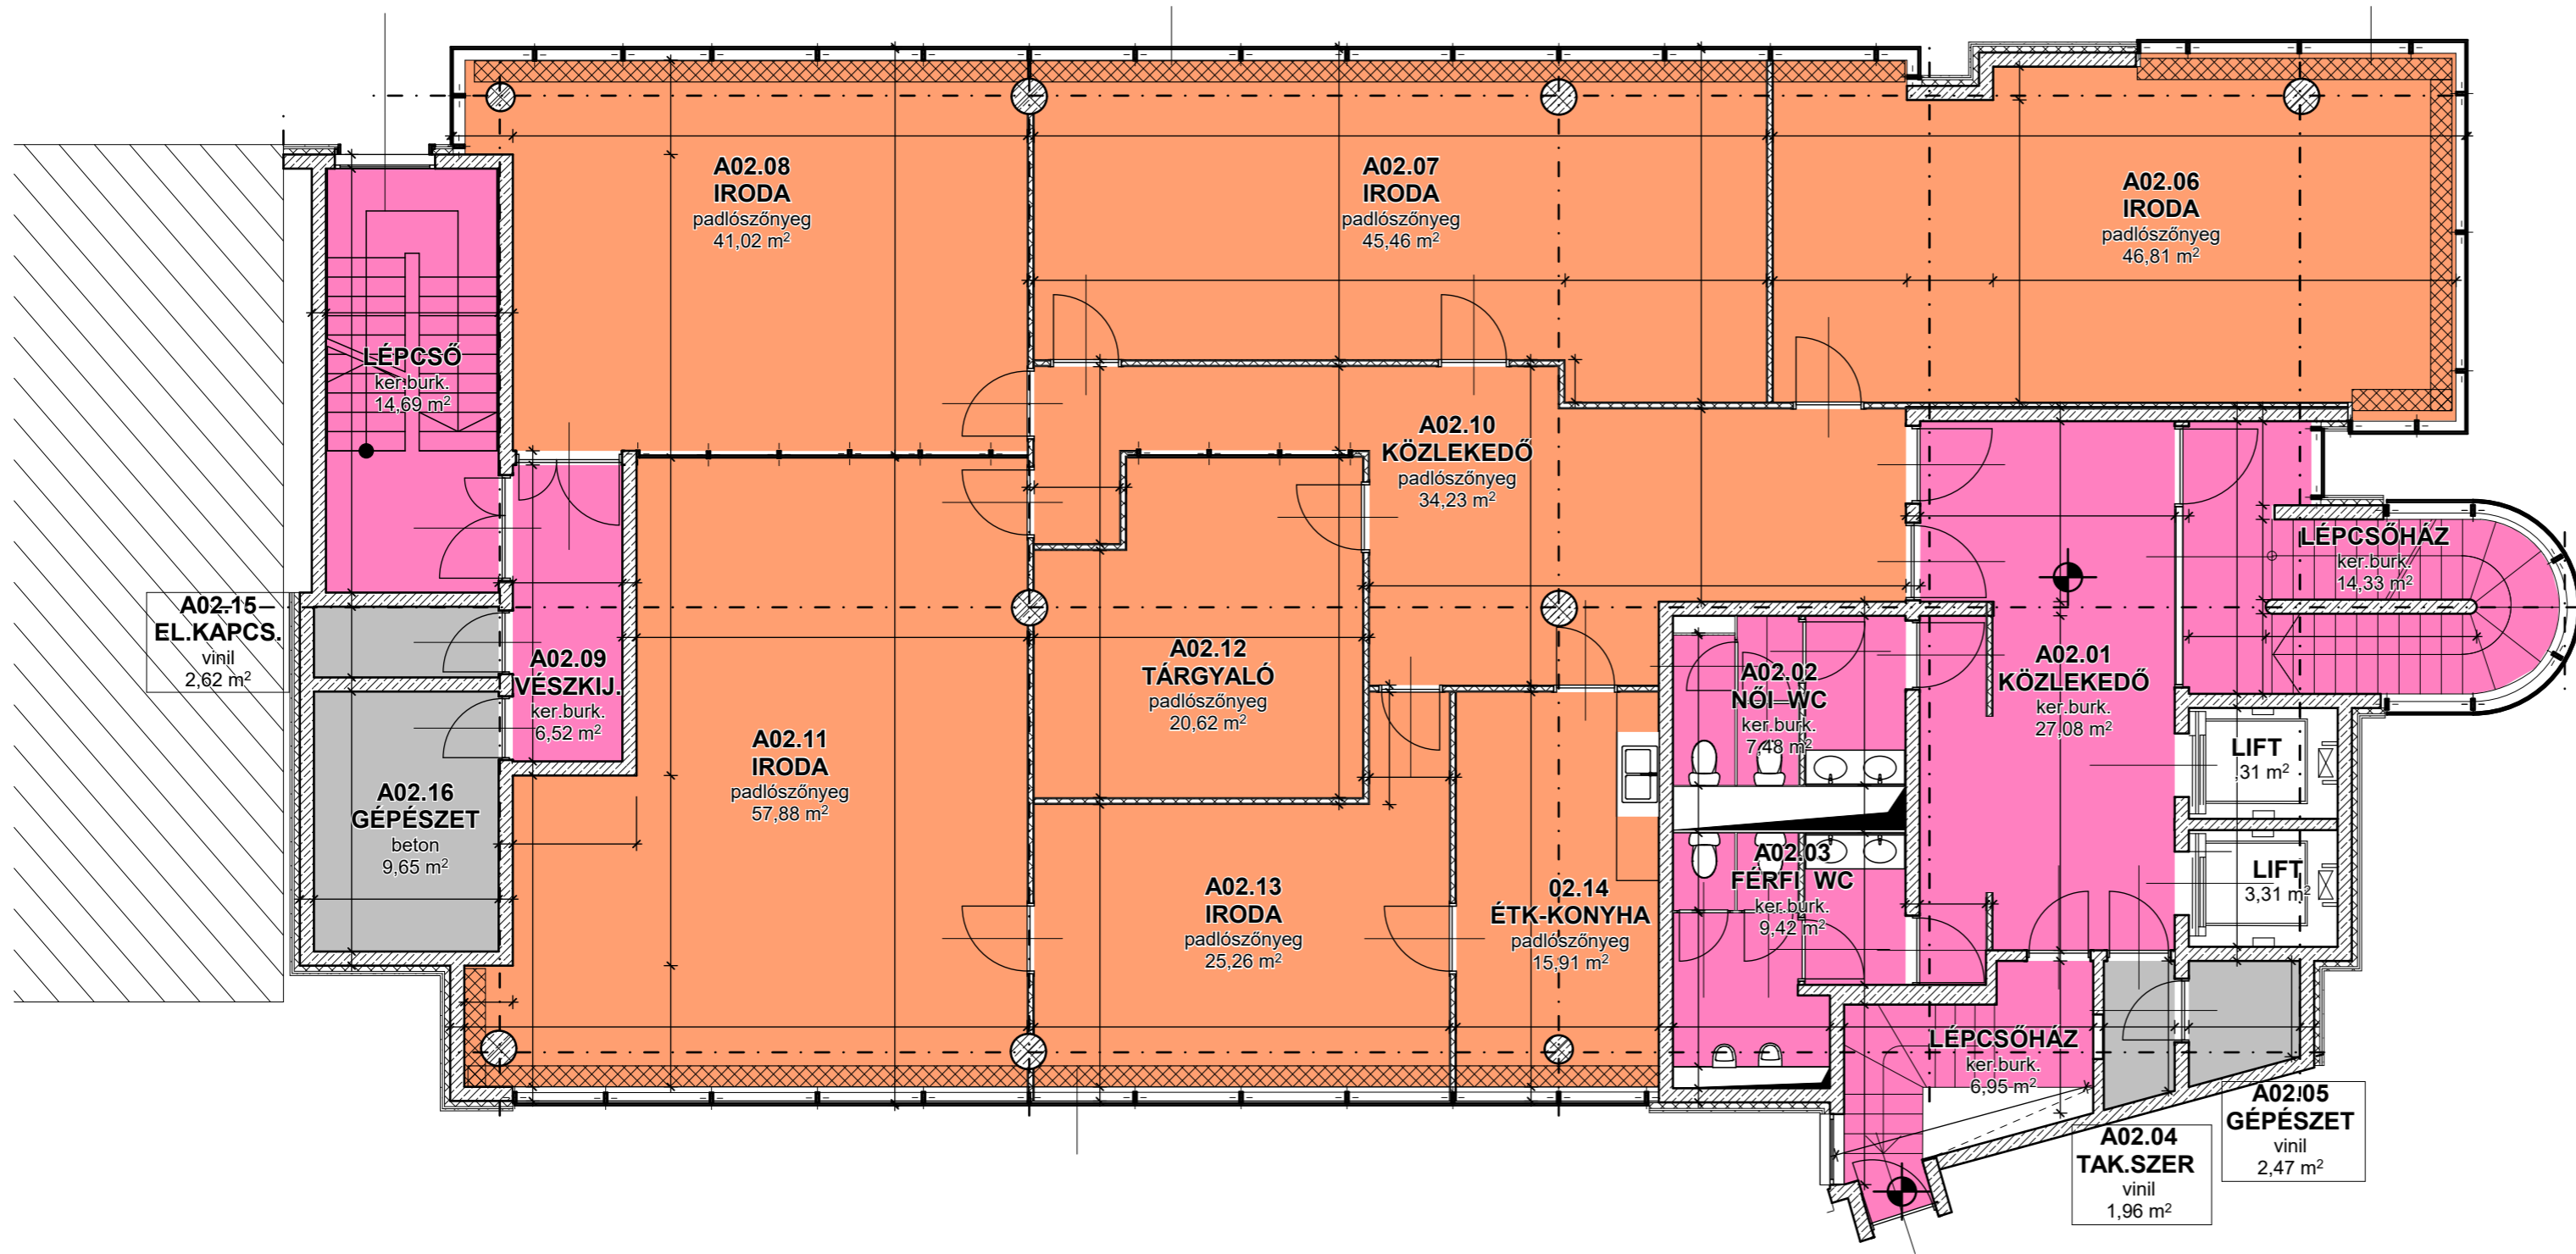 A02.08
IRODA
padlószőnyeg
41,02 m²
A02.07
IRODA
padlószőnyeg
45,46 m²
A02.06
IRODA
padlószőnyeg
46,81 m²
LÉPCSŐ
ker.burk.
14,69 m²
A02.10
KÖZLEKEDŐ
padlószőnyeg
34,23 m²
LÉPCSŐHÁZ
ker.burk.
14,33 m²
A02.15
EL.KAPCS.
vinil
2,62 m²
A02.09
VÉSZKIJ.
ker.burk.
6,52 m²
A02.12
TÁRGYALÓ
padlószőnyeg
20,62 m²
A02.02
NŐI WC
ker.burk.
7,48 m²
A02.01
KÖZLEKEDŐ
ker.burk.
27,08 m²
A02.11
IRODA
padlószőnyeg
57,88 m²
LIFT
,31 m²
A02.16
GÉPÉSZET
beton
9,65 m²
A02.13
IRODA
padlószőnyeg
25,26 m²
02.14
ÉTK-KONYHA
padlószőnyeg
15,91 m²
A02.03
FÉRFI WC
ker.burk.
9,42 m²
LIFT
3,31 m²
LÉPCSŐHÁZ
ker.burk.
6,95 m²
A02.05
GÉPÉSZET
vinil
2,47 m²
A02.04
TAK.SZER
vinil
1,96 m²